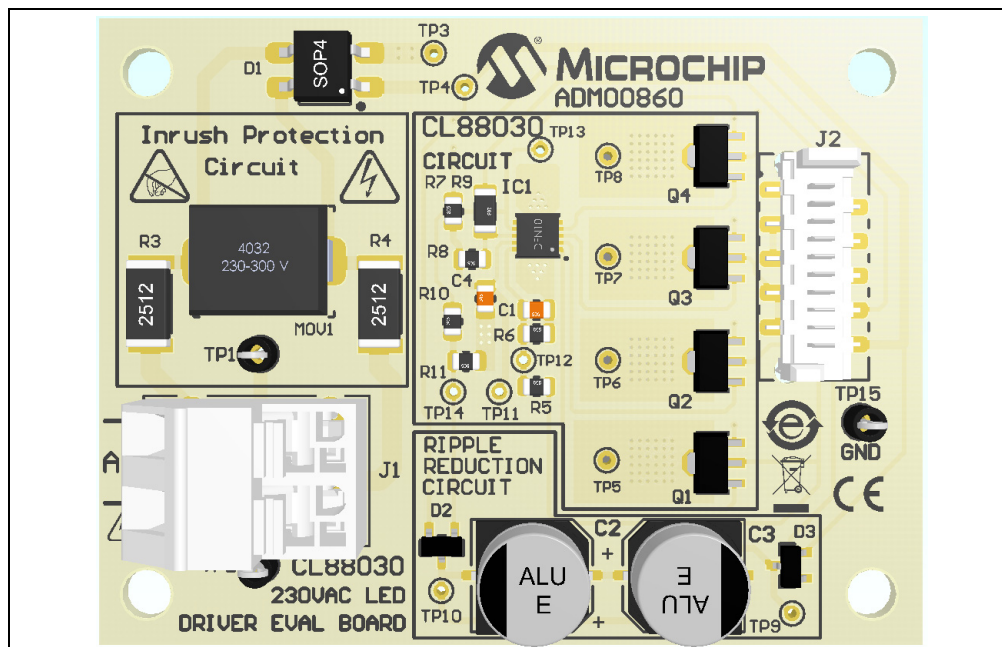 TP3
D1
SOP4
TP4
®
MICROCHIP
ADM00860
Inrush Protection
Circuit
CL88030
CIRCUIT
TP13
J2
R7 R9
IC1
TP8
Q4
R3
4032
230-300 V
R4
R8
TP7
2512
2512
C4
R10
C1
Q3
MOV1
R6
TP1
TP12
R11
TP6
TP14
TP11
R5
Q2
TP15
GND
A
J1
RIPPLE
REDUCTION
CIRCUIT
TP5
e
Q1
CE
D2
C2
+
C3
D3
CL88030
230VAC LED
DRIVER EVAL BOARD
ALU
E
ALU
E
TP10
+
TP9